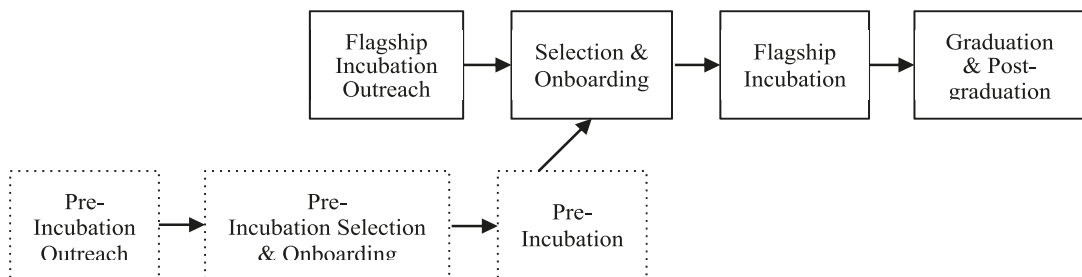 Flagship
Incubation
Outreach
Selection &
Onboarding
Flagship
Incubation
Graduation
& Post-
graduation
Pre-
Incubation
Outreach
Pre-
Incubation Selection
& Onboarding
Pre-
Incubation